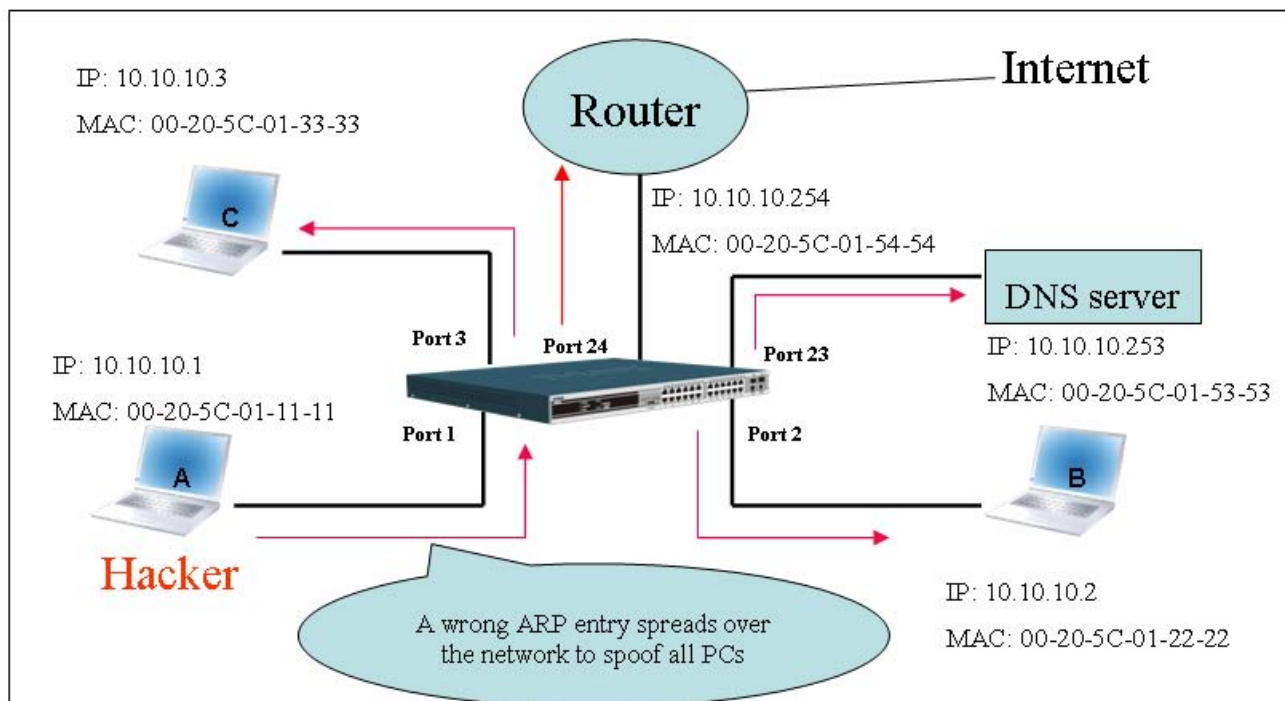 IP: 10.10.10.3
MAC: 00-20-5C-01-33-33
C
Router
Internet
IP: 10.10.10.254
MAC: 00-20-5C-01-54-54
DNS server
IP: 10.10.10.253
MAC: 00-20-5C-01-53-53
Port 3
Port 24
Port 23
IP: 10.10.10.1
MAC: 00-20-5C-01-11-11
Port 1
Port 2
A
Hacker
B
IP: 10.10.10.2
MAC: 00-20-5C-01-22-22
A wrong ARP entry spreads over
the network to spoof all PCs